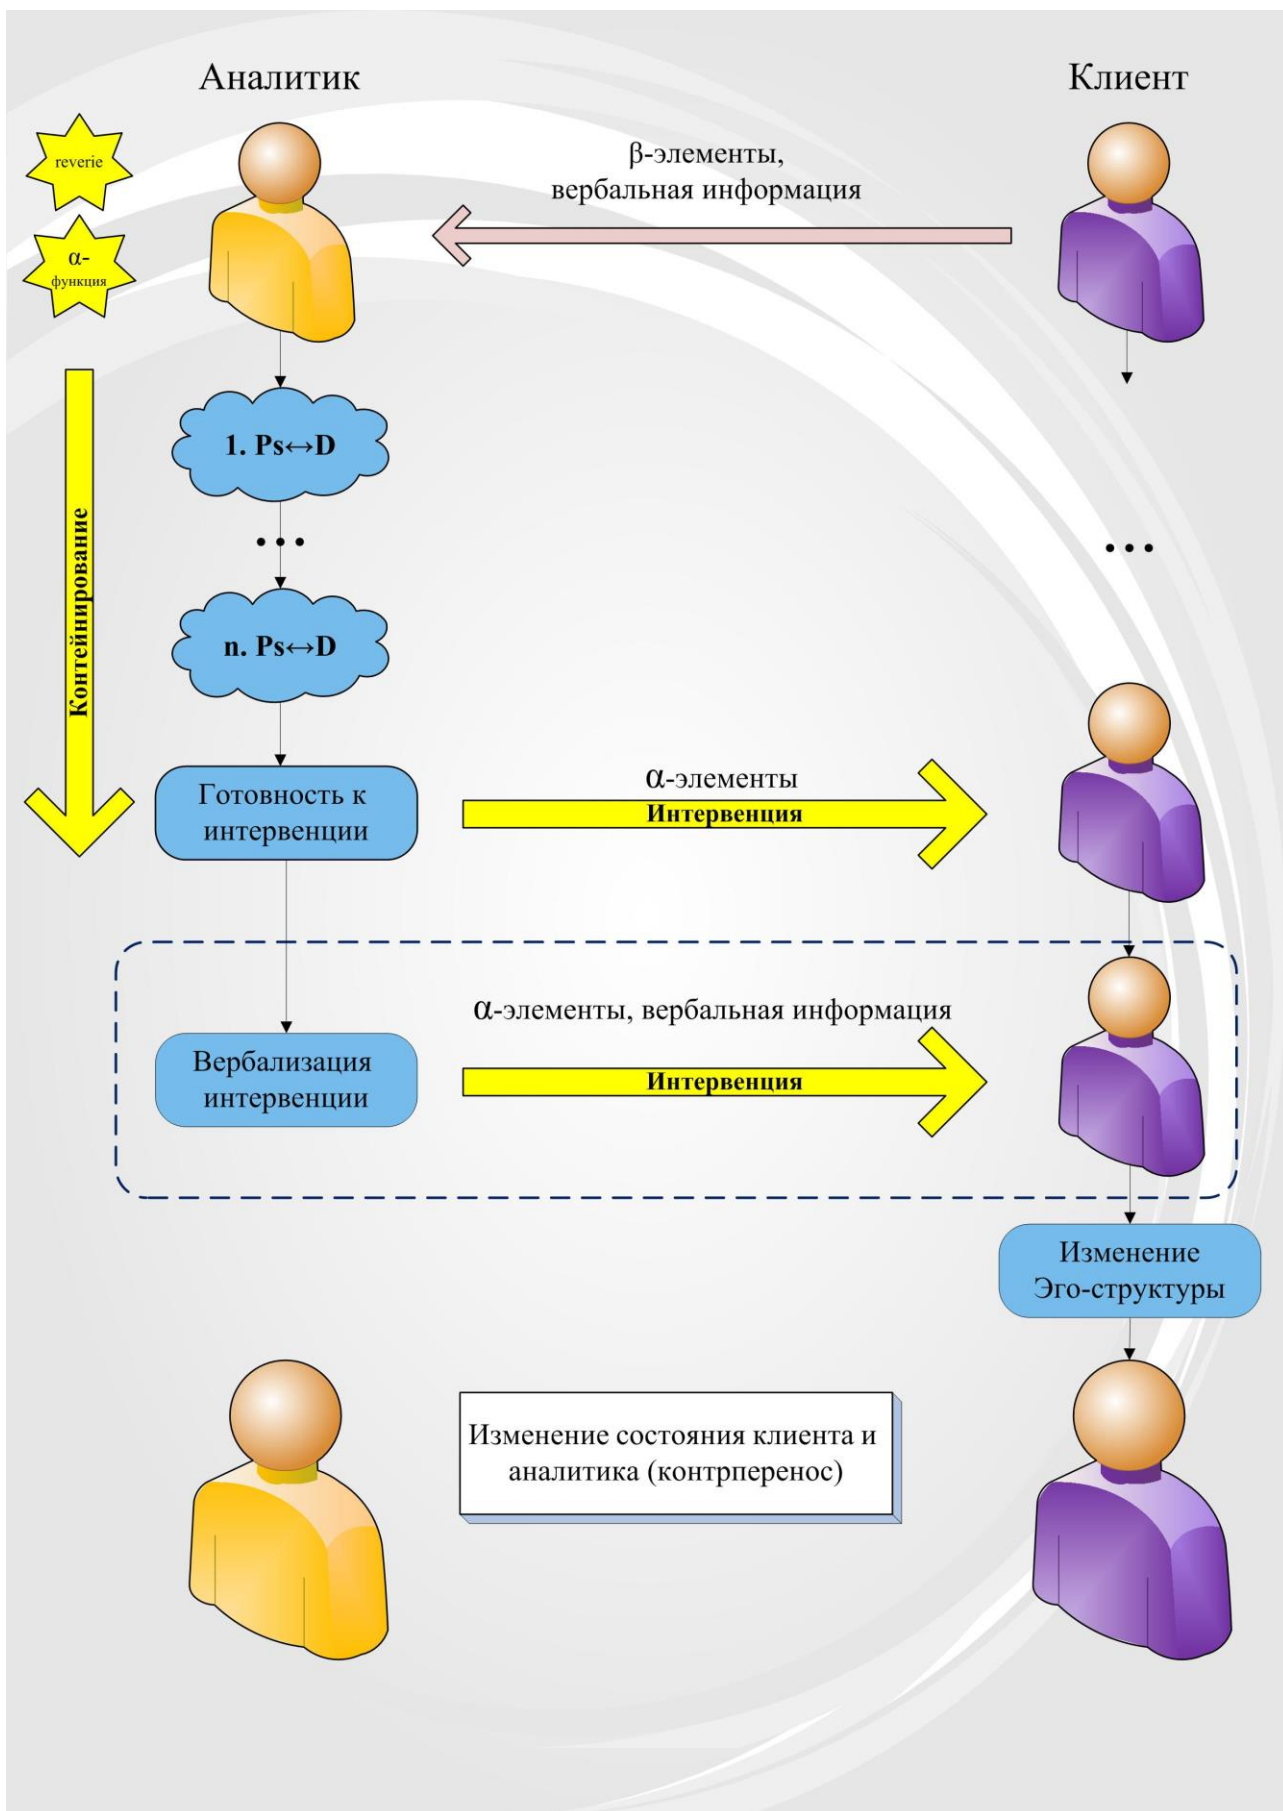 Аналитик
Клиент
reverie
β-элементы,
вербальная информация
α-
функция
1. Ps↔D
...
...
Контейнирование
n. Ps↔D
Готовность к
интервенции
α-элементы
Интервенция
α-элементы, вербальная информация
Вербализация
интервенции
Интервенция
Изменение
Эго-структуры
Изменение состояния клиента и
аналитика (контрперенос)